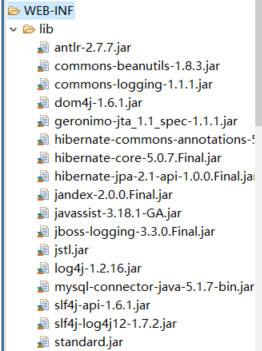 WEB-INF
lib
antlr-2.7.7.jar
commons-beanutils-1.8.3.jar
commons-logging-1.1.1.jar
dom4j-1.6.1.jar
geronimo-jta_1.1_spec-1.1.1.jar
hibernate-commons-annotations-5
hibernate-core-5.0.7.Final.jar
hibernate-jpa-2.1-api-1.0.0.Final.jar
jandex-2.0.0.Final.jar
javassist-3.18.1-GA.jar
jboss-logging-3.3.0.Final.jar
jstl.jar
log4j-1.2.16.jar
mysql-connector-java-5.1.7-bin.jar
slf4j-api-1.6.1.jar
slf4j-log4j12-1.7.2.jar
standard.jar